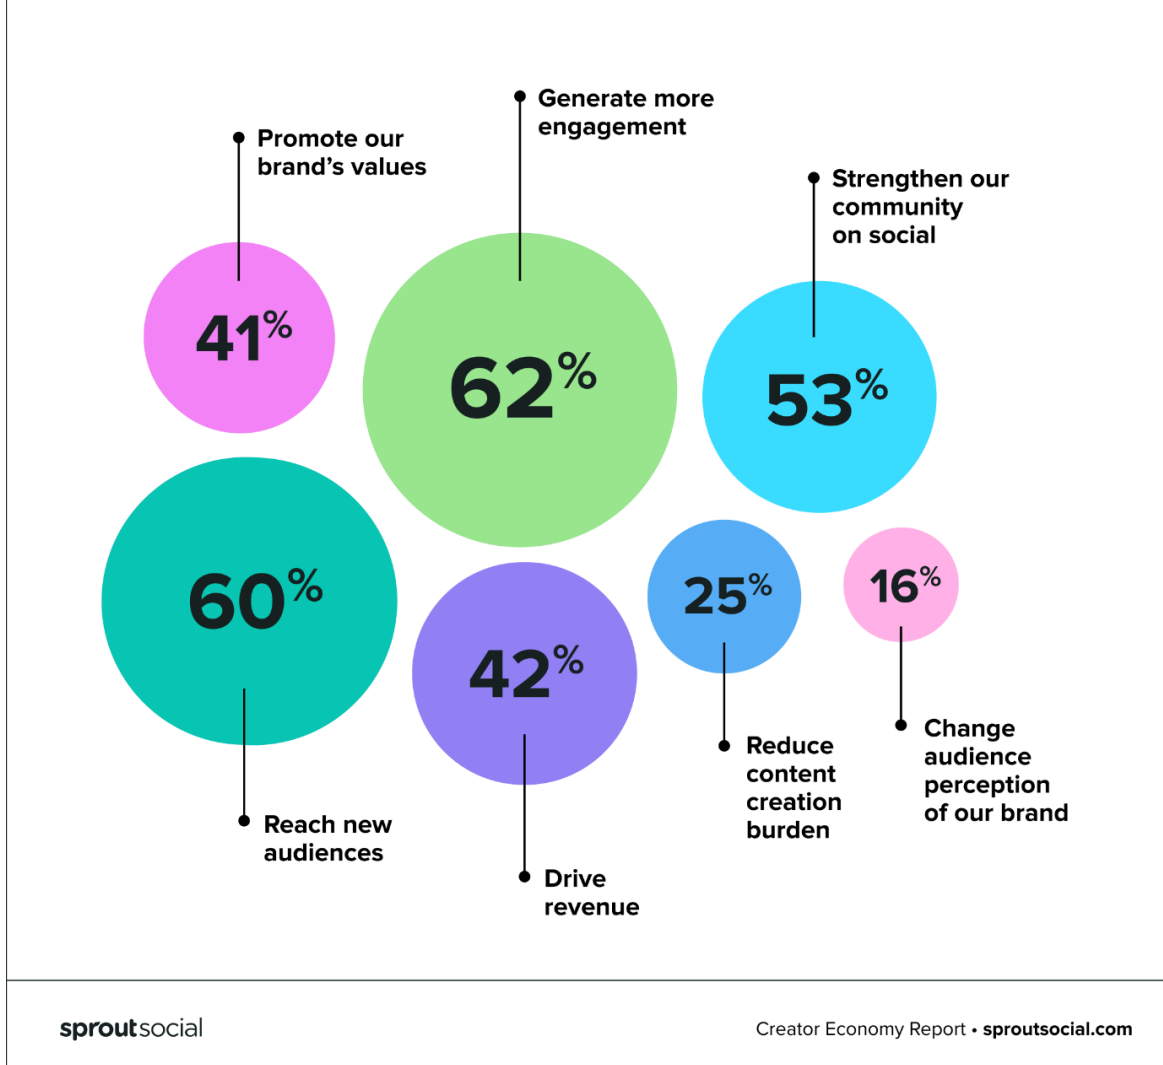 Generate more
engagement
Promote our
brand's values
Strengthen our
community
on social
41%
62%
53%
60%
42%
25%
16%
Reach new
audiences
Drive
revenue
Reduce
content
creation
burden
Change
audience
perception
of our brand
sproutsocial
Creator Economy Report • sproutsocial.com